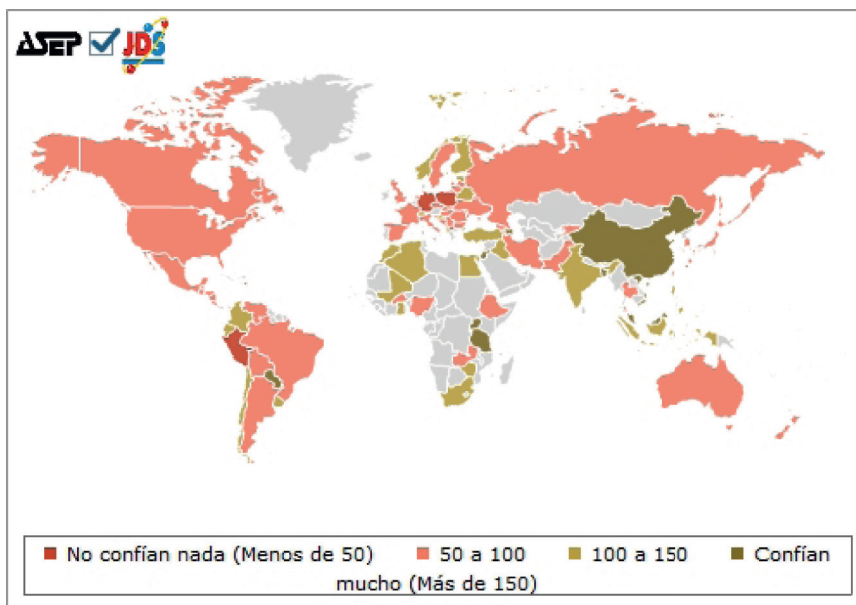 ASEP JDS
No confían nada (Menos de 50) 50 a 100 100 a 150 Confían
mucho (Más de 150)